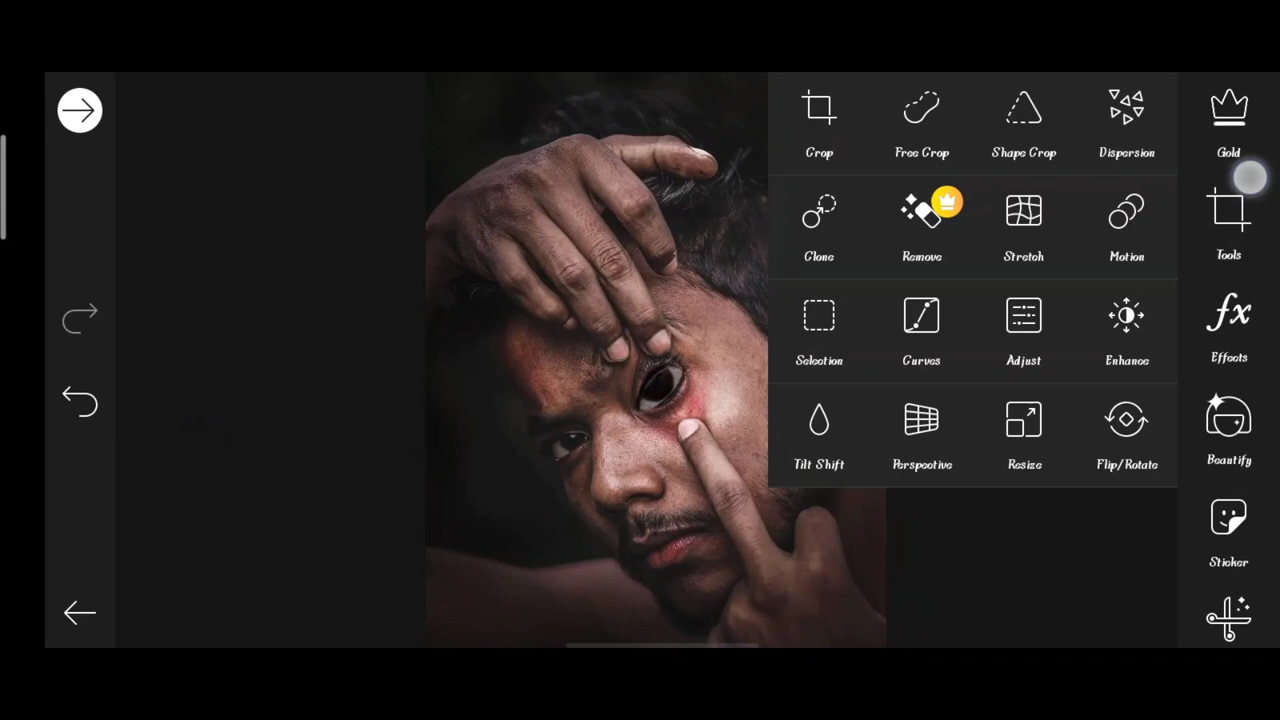 Crop Free Crop Shape Crop Dispersion Gold
Clone Remove Stretch Motion Tools
Selection Curves Adjust Enhance Effects
Tilt Shift Perspective Resize Flip/Rotate Beautify
Sticker